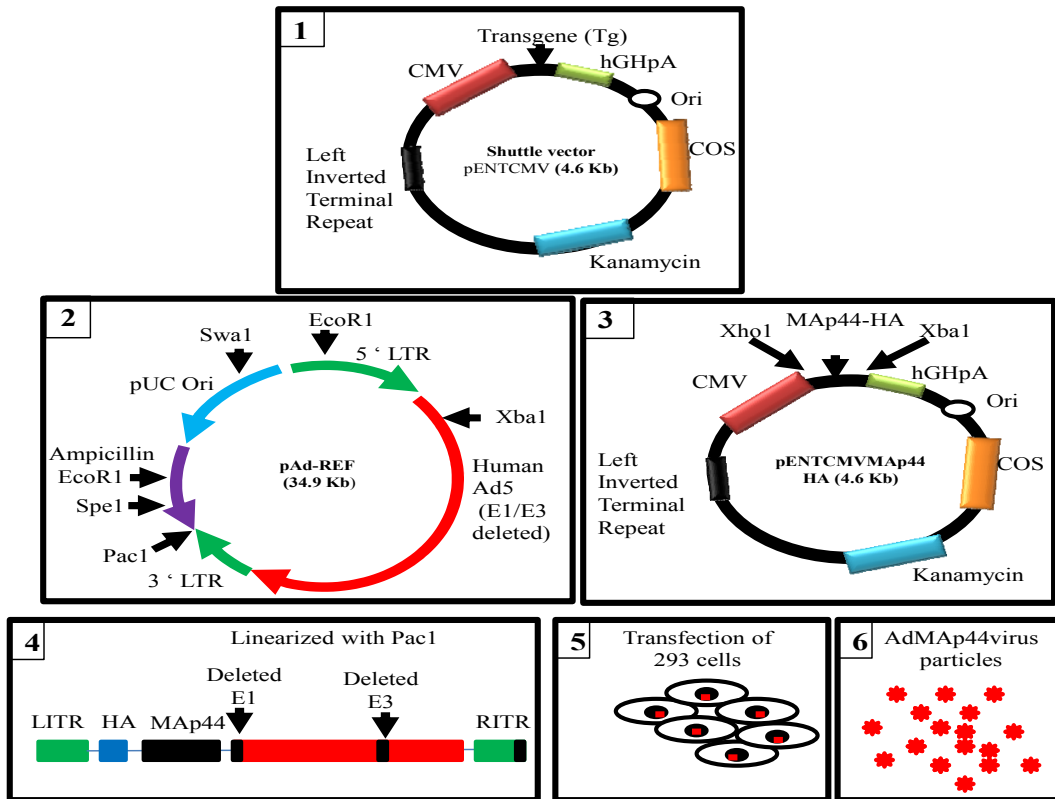 1
Transgene (Tg)
CMV
hGHpA
Ori
COS
Left
Inverted
Terminal
Repeat
Shuttle vector
pENTCMV (4.6 Kb)
Kanamycin
2
EcoR1
Swa1
5 ‘ LTR
pUC Ori
Xba1
Ampicillin
EcoR1
Spe1
Pac1
3 ‘ LTR
pAd-REF
(34.9 Kb)
Human
Ad5
(E1/E3
deleted)
3
MAp44-HA
Xho1
Xba1
CMV
hGHpA
Ori
COS
Left
Inverted
Terminal
Repeat
pENTCMVMAp44
HA (4.6 Kb)
Kanamycin
4
Linearized with Pac1
Deleted
E1
Deleted
E3
LITR
HA
MAp44
RITR
5
Transfection of
293 cells
6
AdMAp44virus
particles